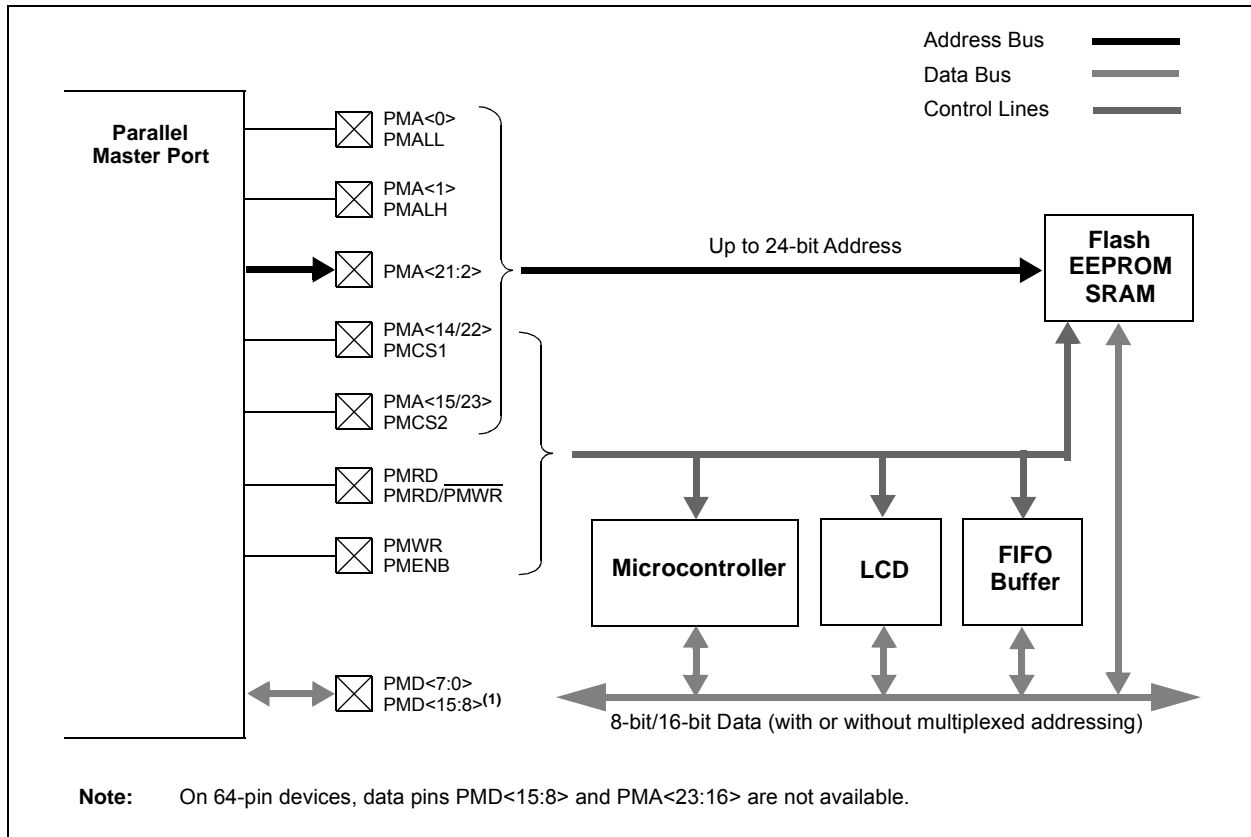 Address Bus
Data Bus
Control Lines
Parallel
Master Port
PMA<0>
PMALL
PMA<1>
PMALH
PMA<21:2>
PMA<14/22>
PMCS1
PMA<15/23>
PMCS2
PMRD
PMRD/PMWR
PMWR
PMENB
PMD<7:0>
PMD<15:8>(1)
Up to 24-bit Address
Flash
EEPROM
SRAM
Microcontroller
LCD
FIFO
Buffer
8-bit/16-bit Data (with or without multiplexed addressing)
Note: On 64-pin devices, data pins PMD<15:8> and PMA<23:16> are not available.